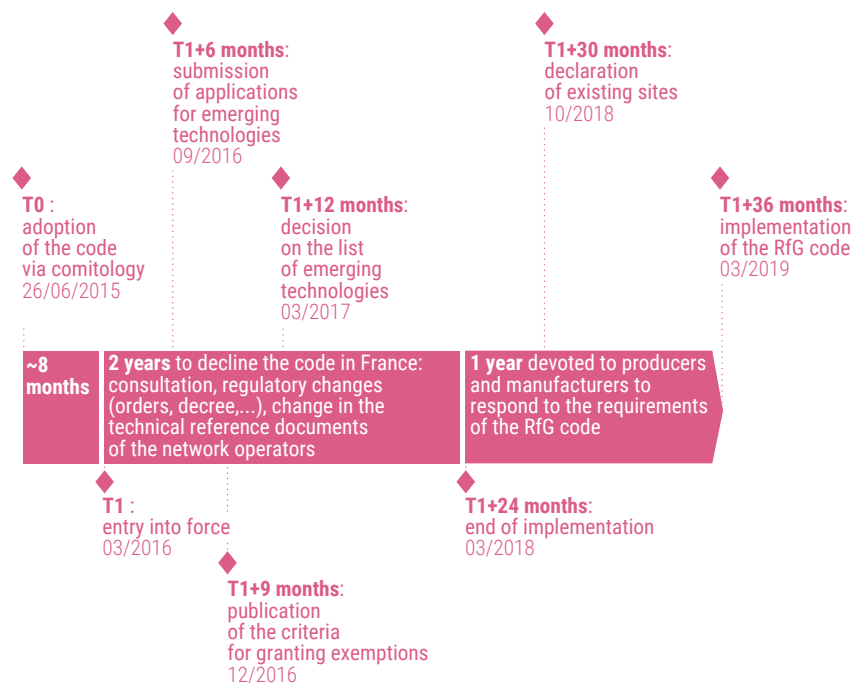 T1+6 months:
submission
of applications
for emerging
technologies
09/2016
T1+30 months:
declaration
of existing sites
10/2018
T0 :
adoption
of the code
via comitology
26/06/2015
T1+12 months:
decision
on the list
of emerging
technologies
03/2017
T1+36 months:
implementation
of the RfG code
03/2019
~8
months
2 years to decline the code in France:
consultation, regulatory changes
(orders, decree,...), change in the
technical reference documents
of the network operators
1 year devoted to producers
and manufacturers to
respond to the requirements
of the RfG code
T1 :
entry into force
03/2016
T1+24 months:
end of implementation
03/2018
T1+9 months:
publication
of the criteria
for granting exemptions
12/2016